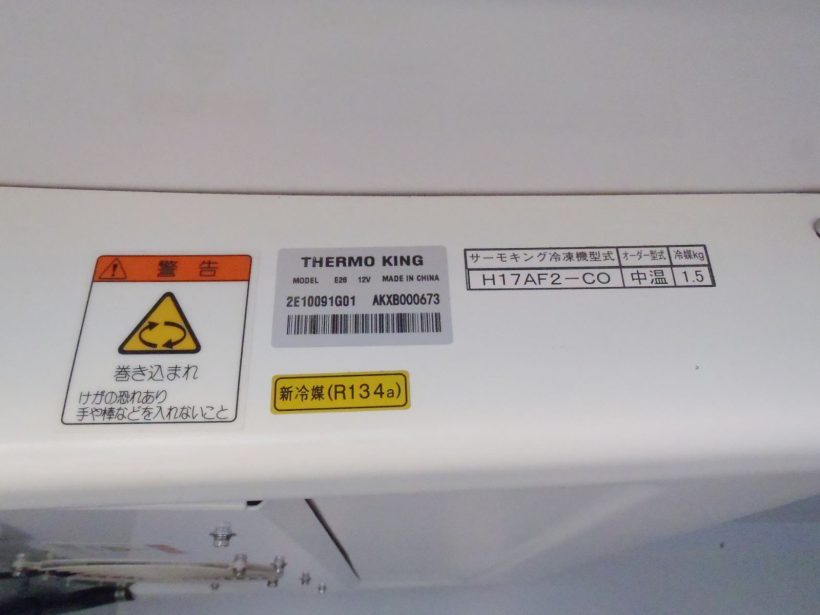 警告
巻き込まれ
けがの恐れあり
手や棒などを入れないこと
THERMO KING
MODEL E26 12V MADE IN CHINA
2E10091G01 AKXB000673
新冷媒(R134a)
サーモキング冷凍機型式 オーダー型式 冷媒kg
H17AF2-CO 中温 1.5